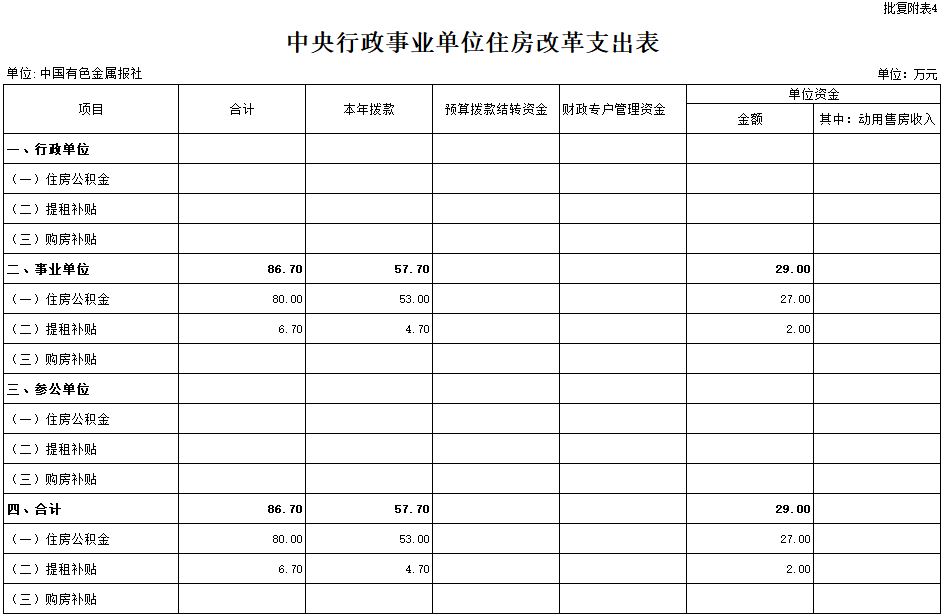 批复附表4
中央行政事业单位住房改革支出表
单位: 中国有色金属报社 单位：万元
项目 合计 本年拨款 预算拨款结转资金 财政专户管理资金 单位资金
金额 其中：动用售房收入
一、行政单位
（一）住房公积金
（二）提租补贴
（三）购房补贴
二、事业单位 86.70 57.70 29.00
（一）住房公积金 80.00 53.00 27.00
（二）提租补贴 6.70 4.70 2.00
（三）购房补贴
三、参公单位
（一）住房公积金
（二）提租补贴
（三）购房补贴
四、合计 86.70 57.70 29.00
（一）住房公积金 80.00 53.00 27.00
（二）提租补贴 6.70 4.70 2.00
（三）购房补贴